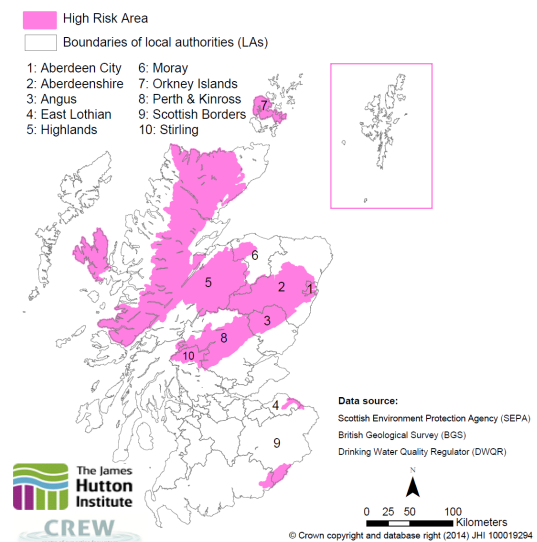 High Risk Area
Boundaries of local authorities (LAs)
1: Aberdeen City 6: Moray
2: Aberdeenshire 7: Orkney Islands
3: Angus 8: Perth & Kinross
4: East Lothian 9: Scottish Borders
5: Highlands 10: Stirling
7
6
5
2
1
3
8
10
4
9
Data source:
Scottish Environment Protection Agency (SEPA)
British Geological Survey (BGS)
Drinking Water Quality Regulator (DWQR)
The James
Hutton
Institute
CREW
N
0 25 50 100
Kilometers
© Crown copyright and database right (2014) JHI 100019294